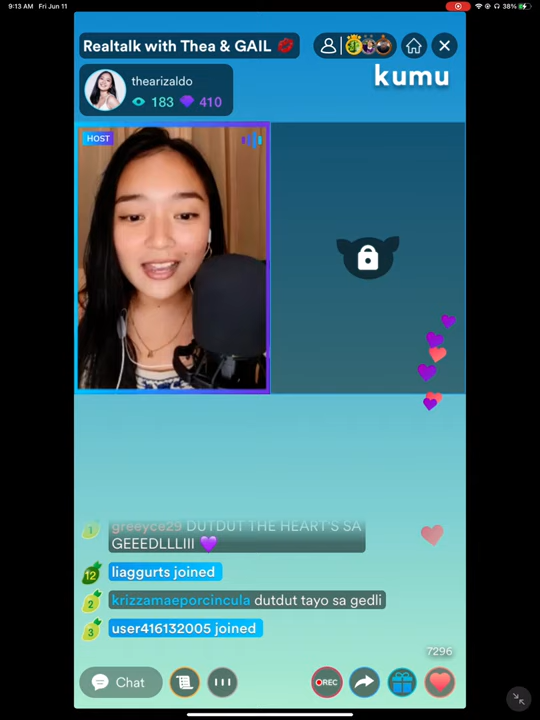 9:13 AM Fri Jun 11
38%
Realtalk with Thea & GAIL
kumu
thearizaldo
183 410
HOST
greeyce29 DUTDUT THE HEART'S SA
GEEEDLLLIII
12 liaggurts joined
2 krizzamaeporcincula dutdut tayo sa gedli
3 user416132005 joined
7296
Chat
REC